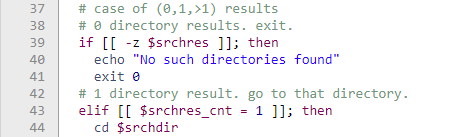 37 # case of (0,1,>1) results
38 # 0 directory results. exit.
39 if [[ -z $srchres ]]; then
40 echo "No such directories found"
41 exit 0
42 # 1 directory result. go to that directory.
43 elif [[ $srchres_cnt = 1 ]]; then
44 cd $srchdir